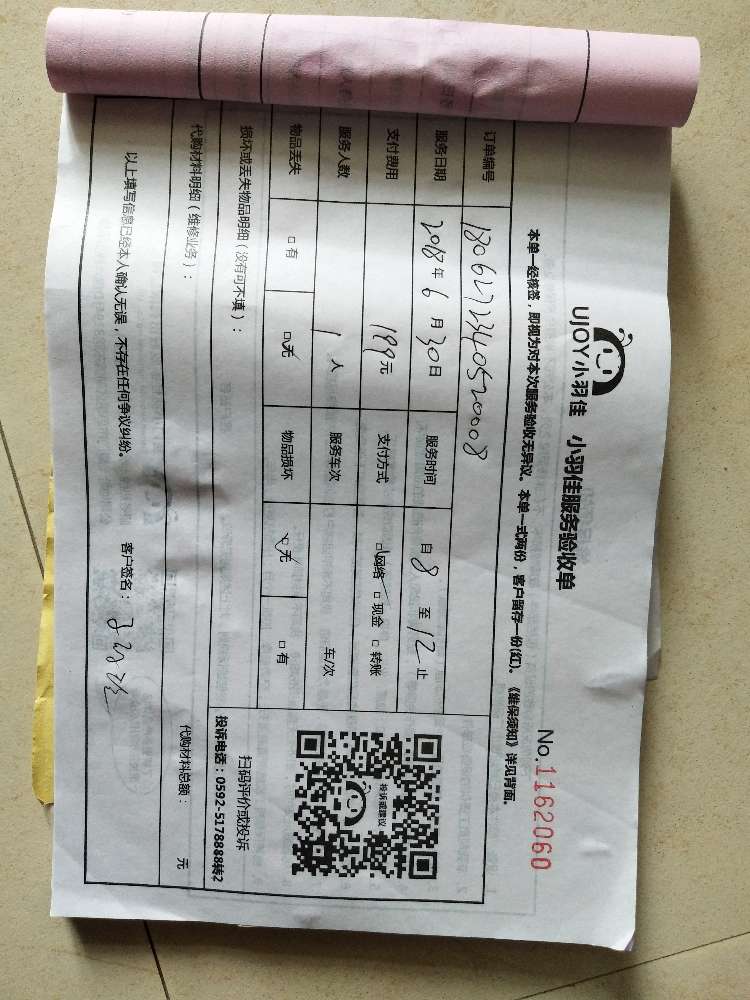 UJOY小羽佳 小羽佳服务验收单
No.1162060
本单一经核签，即视为对本次服务验收无异议。本单一式两份，客户留存一份(红)。《维保须知》详见背面。
订单编号 1806272340520008
服务日期 2018年6月30日 服务时间 自8至12止
支付费用 199元 支付方式 □网络 □现金 □转账
服务人数 1人 服务车次 车/次
物品丢失 □有 □无 物品损坏 □无 □有
投诉或建议
扫码评价或投诉
投诉电话：0592-5178888转2
损坏或丢失物品明细（没有可不填）：
代购材料明细（维修业务）： 代购材料总额： 元
以上填写信息已经本人确认无误，不存在任何争议纠纷。 客户签名：